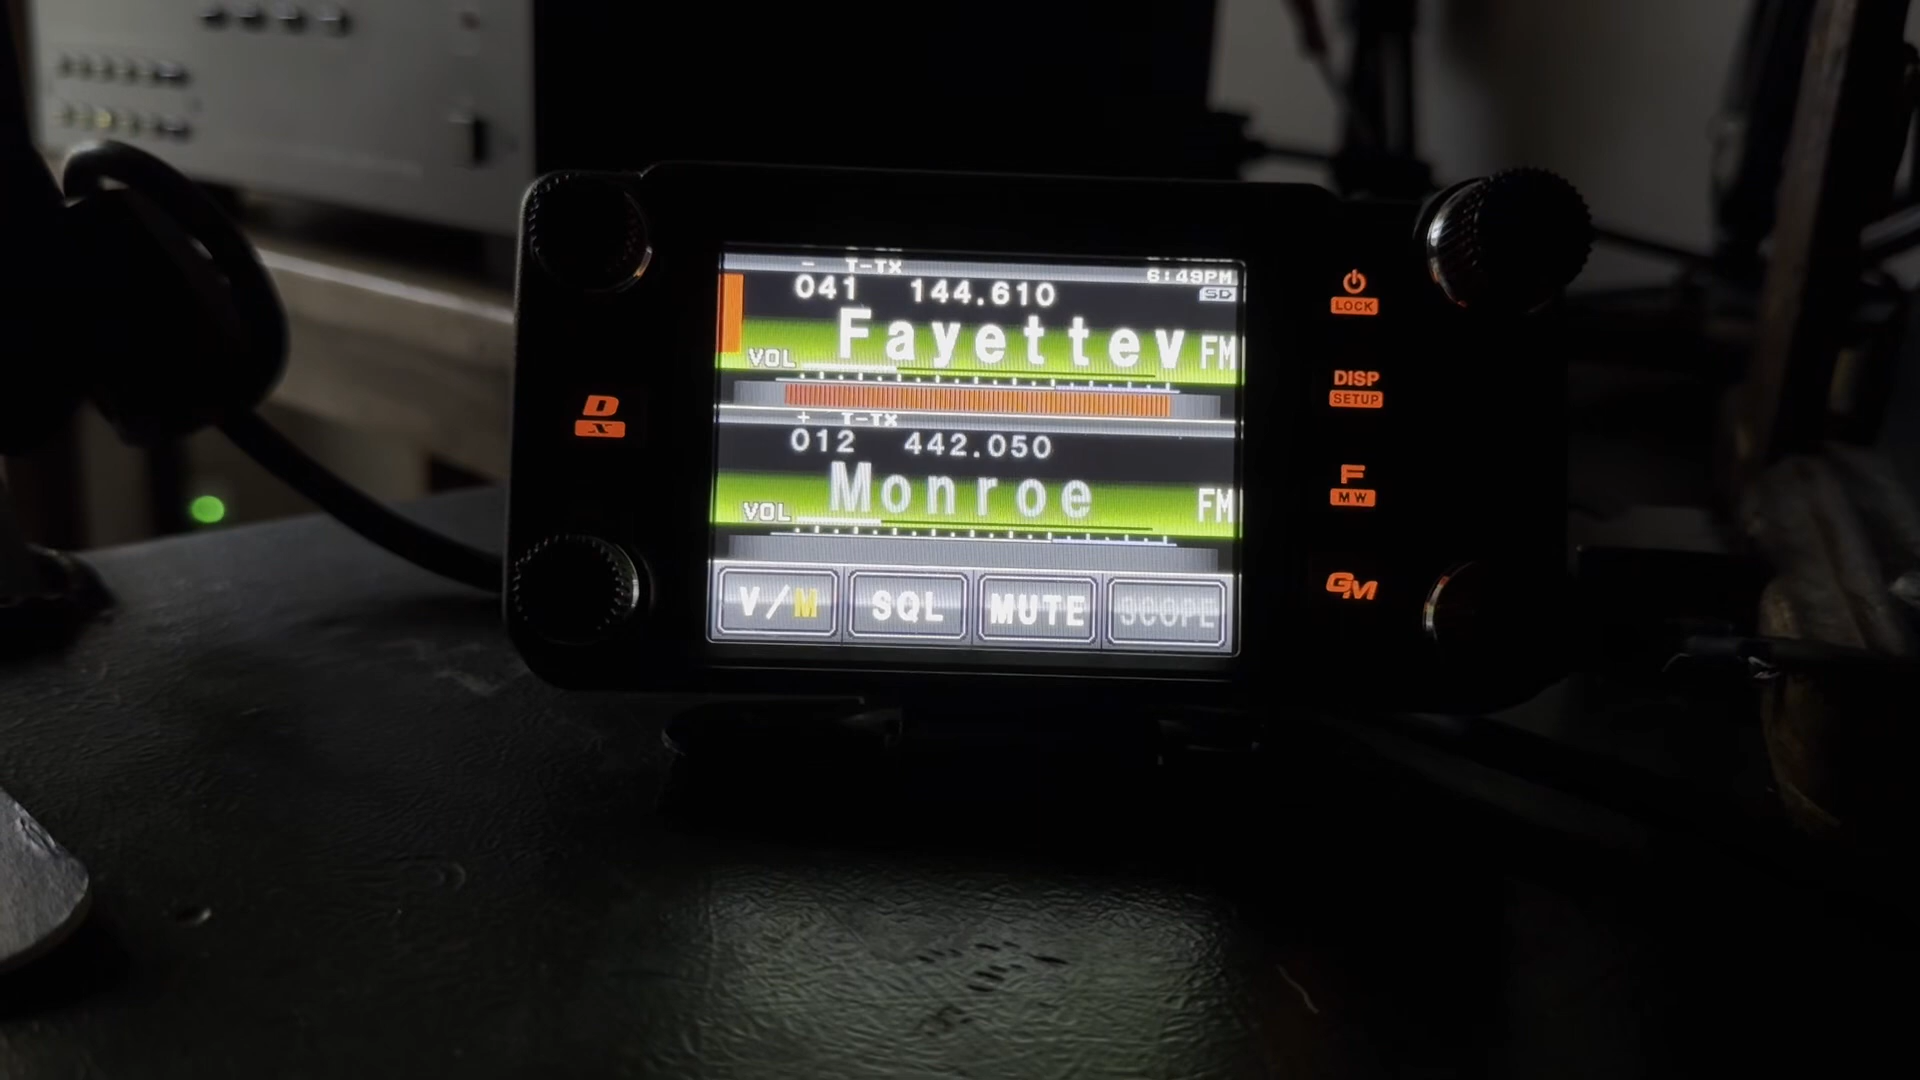 - T-TX
6:49PM
041 144.610
SD
Fayettev FM
VOL
+ T-TX
012 442.050
Monroe FM
VOL
V/M SQL MUTE SCOPE
D
X
LOCK
DISP
SETUP
F
MW
GM